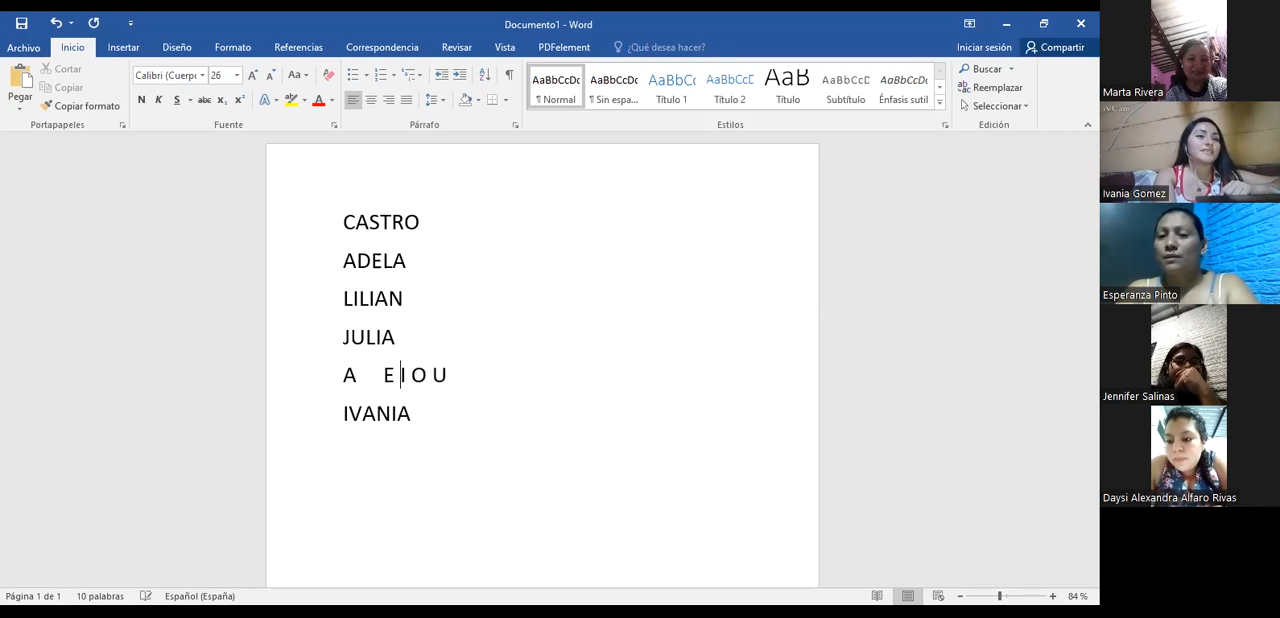 Documento1 - Word
Archivo Inicio Insertar Diseño Formato Referencias Correspondencia Revisar Vista PDFelement ¿Qué desea hacer? Iniciar sesión Compartir
Pegar
Cortar
Copiar
Copiar formato
Portapapeles
Calibri (Cuerpo 26
N K S abc x₂ x²
Fuente
Párrafo
AaBbCcDc AaBbCcDc AaBbCc AaBbCcE AaB AaBbCcD AaBbCcDc
¶ Normal ¶ Sin espa... Título 1 Título 2 Título Subtítulo Énfasis sutil
Estilos
Buscar
Reemplazar
Seleccionar
Edición
CASTRO
ADELA
LILIAN
JULIA
A E I O U
IVANIA
Página 1 de 1 10 palabras Español (España) 84 %
Marta Rivera
iVCam
Ivania Gomez
Esperanza Pinto
Jennifer Salinas
Daysi Alexandra Alfaro Rivas